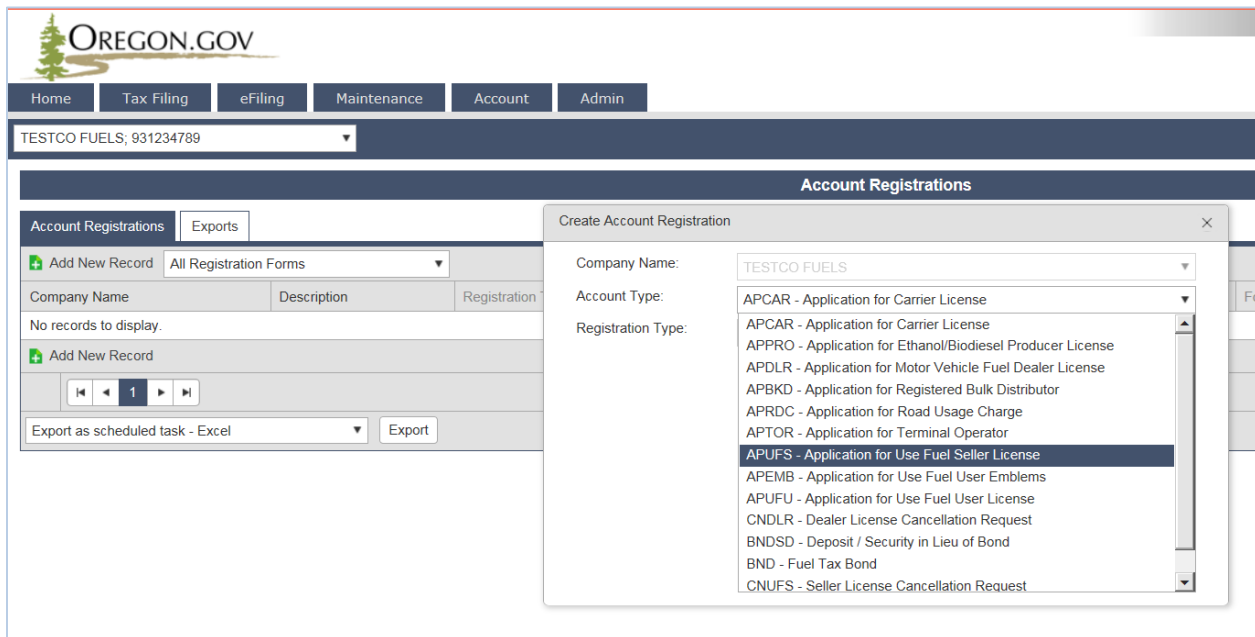 OREGON.GOV
Home Tax Filing eFiling Maintenance Account Admin
TESTCO FUELS; 931234789
Account Registrations
Account Registrations Exports
Add New Record All Registration Forms
Company Name Description Registration
No records to display.
Add New Record
1
Export as scheduled task - Excel Export
Create Account Registration
Company Name: TESTCO FUELS
Account Type: APCAR - Application for Carrier License
Registration Type:
APCAR - Application for Carrier License
APPRO - Application for Ethanol/Biodiesel Producer License
APDLR - Application for Motor Vehicle Fuel Dealer License
APBKD - Application for Registered Bulk Distributor
APRDC - Application for Road Usage Charge
APTOR - Application for Terminal Operator
APUFS - Application for Use Fuel Seller License
APEMB - Application for Use Fuel User Emblems
APUFU - Application for Use Fuel User License
CNDLR - Dealer License Cancellation Request
BNDSD - Deposit / Security in Lieu of Bond
BND - Fuel Tax Bond
CNUFS - Seller License Cancellation Request